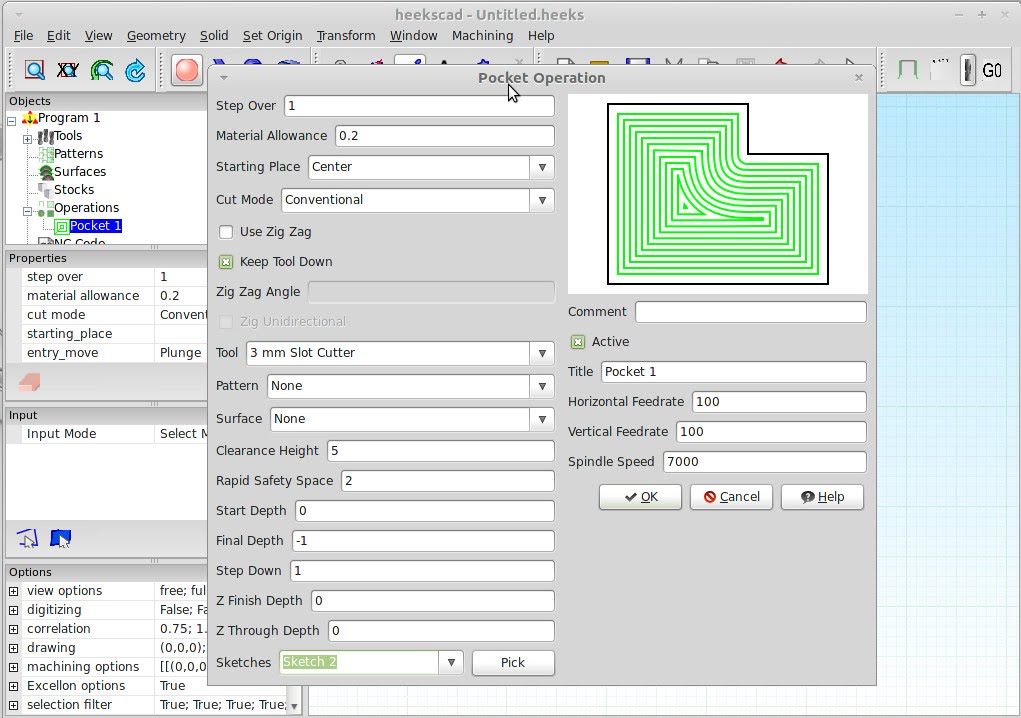 heekscad - Untitled.heeks
File Edit View Geometry Solid Set Origin Transform Window Machining Help
G0
Objects
Program 1
Tools
Patterns
Surfaces
Stocks
Operations
Pocket 1
NC Code
Properties
step over 1
material allowance 0.2
cut mode Convent
starting_place
entry_move Plunge
Input
Input Mode Select M
Options
view options free; ful
digitizing False; Fa
correlation 0.75; 1.
drawing (0,0,0);
machining options [[(0,0,0
Excellon options True
selection filter True; True; True; True;
Pocket Operation
Step Over 1
Material Allowance 0.2
Starting Place Center
Cut Mode Conventional
Use Zig Zag
Keep Tool Down
Zig Zag Angle
Zig Unidirectional
Tool 3 mm Slot Cutter
Pattern None
Surface None
Clearance Height 5
Rapid Safety Space 2
Start Depth 0
Final Depth -1
Step Down 1
Z Finish Depth 0
Z Through Depth 0
Sketches Sketch 2 Pick
Comment
Active
Title Pocket 1
Horizontal Feedrate 100
Vertical Feedrate 100
Spindle Speed 7000
OK Cancel Help